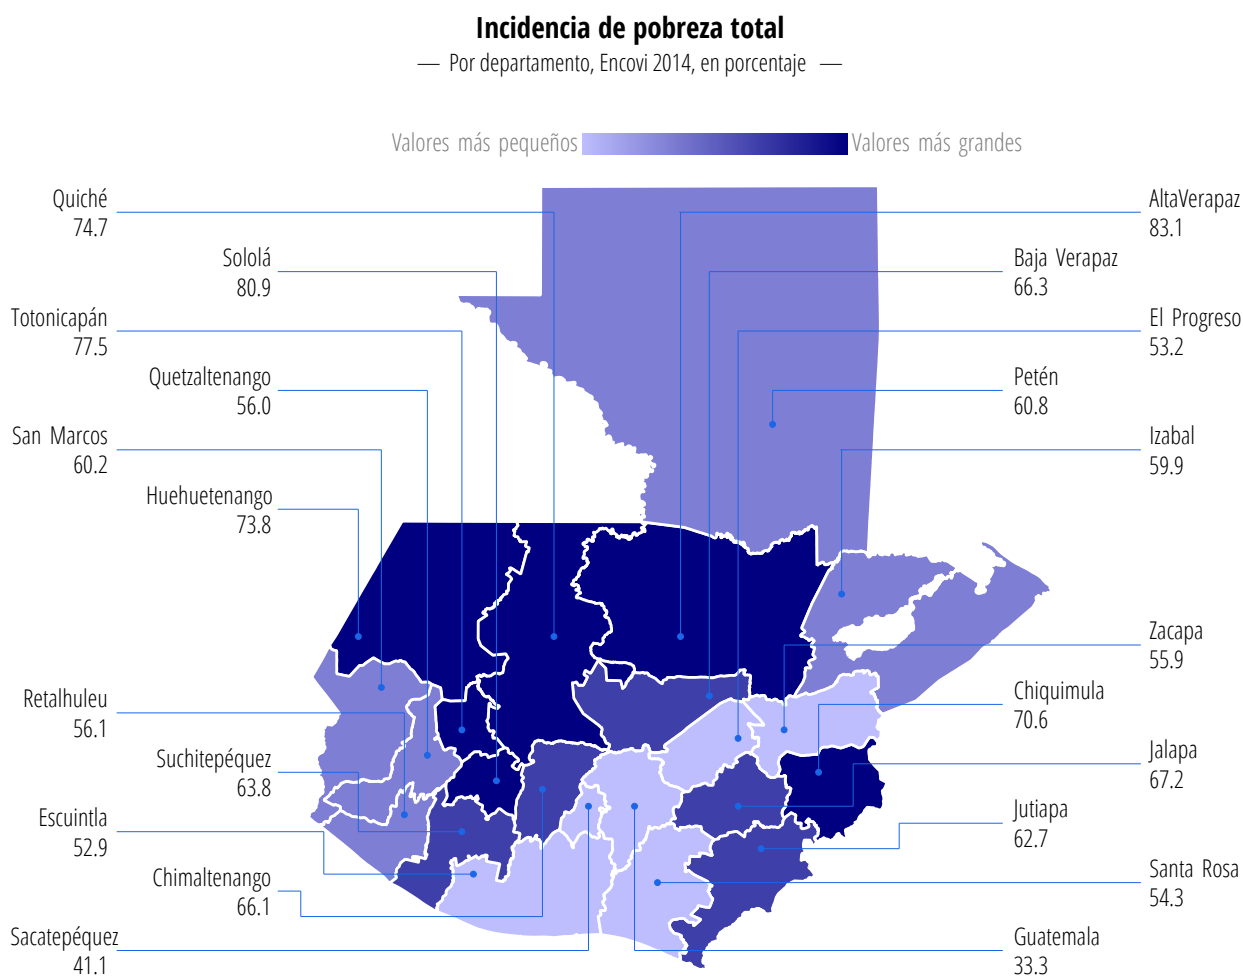 Incidencia de pobreza total
— Por departamento, Encovi 2014, en porcentaje —
Valores más pequeños
Valores más grandes
Quiché
74.7
Sololá
80.9
Totonicapán
77.5
Quetzaltenango
56.0
San Marcos
60.2
Huehuetenango
73.8
Retalhuleu
56.1
Suchitepéquez
63.8
Escuintla
52.9
Chimaltenango
66.1
Sacatepéquez
41.1
AltaVerapaz
83.1
Baja Verapaz
66.3
El Progreso
53.2
Petén
60.8
Izabal
59.9
Zacapa
55.9
Chiquimula
70.6
Jalapa
67.2
Jutiapa
62.7
Santa Rosa
54.3
Guatemala
33.3